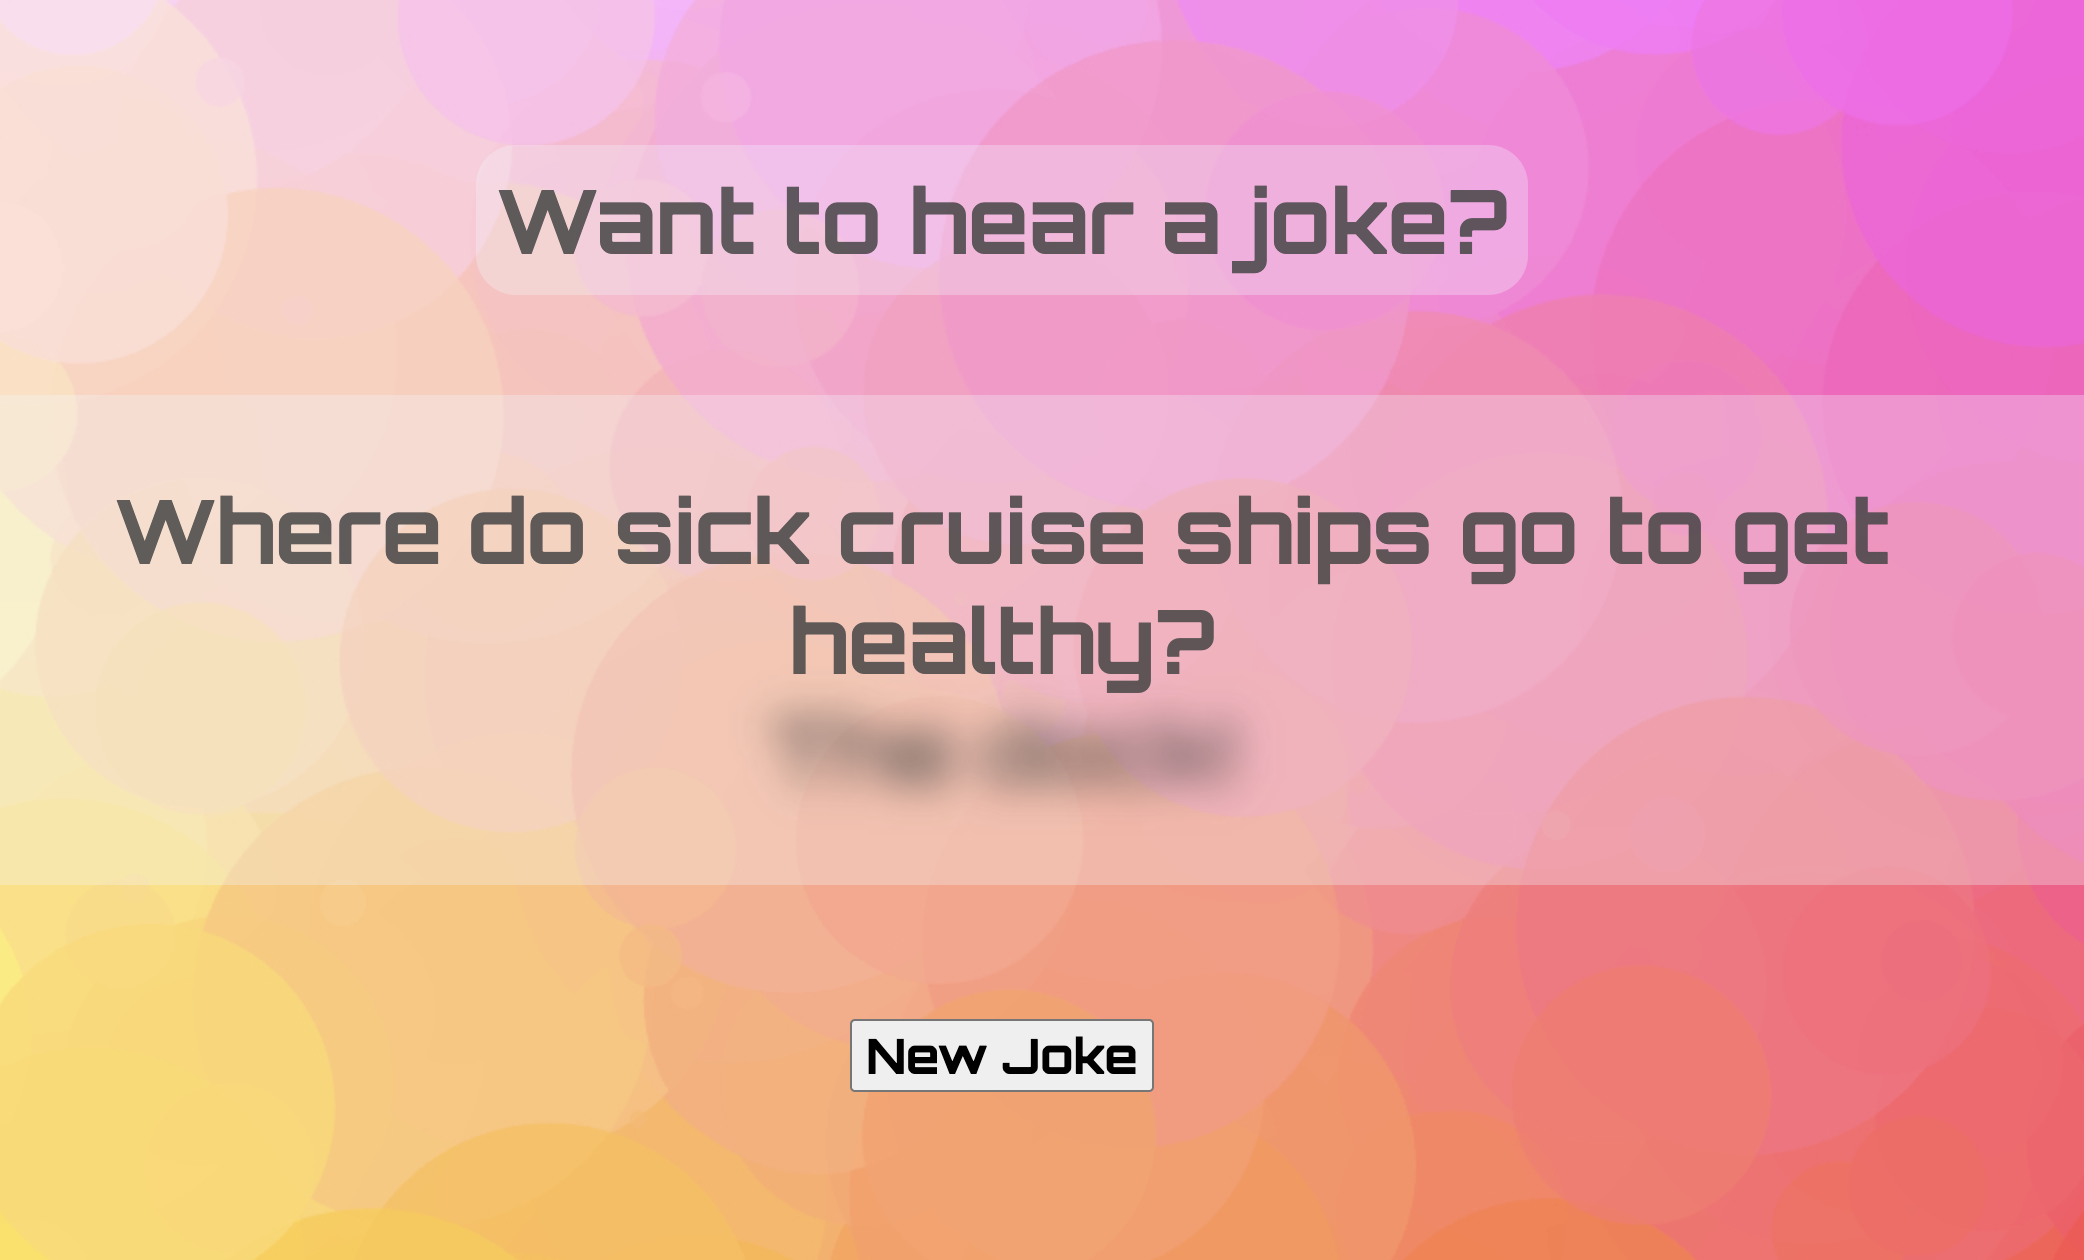 Want to hear a joke?
Where do sick cruise ships go to get
healthy?
New Joke